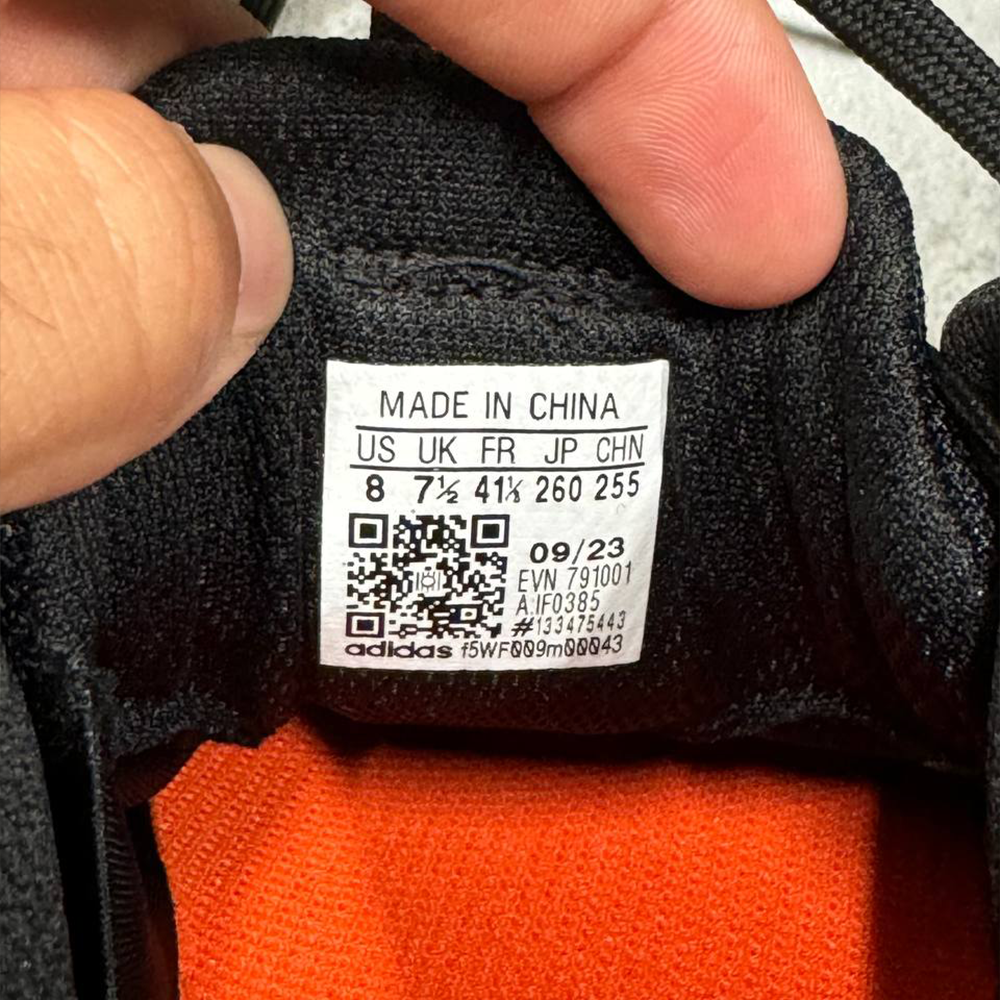 MADE IN CHINA
US UK FR JP CHN
8 7½ 41⅓ 260 255
09/23
EVN 791001
A.IF0385
#133475443
adidas f5WF009m00043